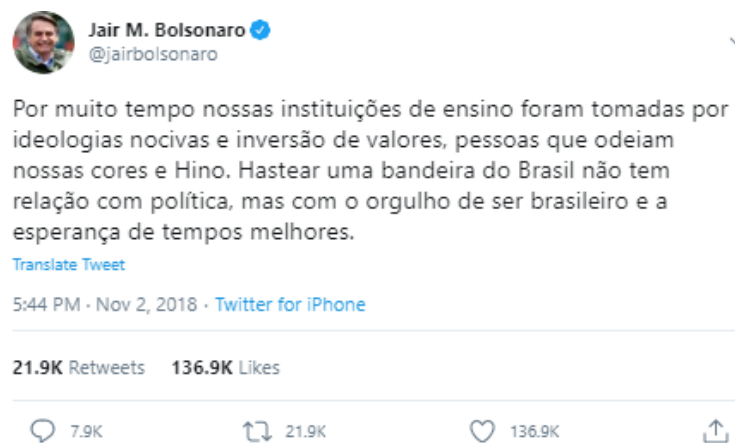 Jair M. Bolsonaro
@jairbolsonaro
Por muito tempo nossas instituições de ensino foram tomadas por
ideologias nocivas e inversão de valores, pessoas que odeiam
nossas cores e Hino. Hastear uma bandeira do Brasil não tem
relação com política, mas com o orgulho de ser brasileiro e a
esperança de tempos melhores.
Translate Tweet
5:44 PM · Nov 2, 2018 · Twitter for iPhone
21.9K Retweets 136.9K Likes
7.9K 21.9K 136.9K